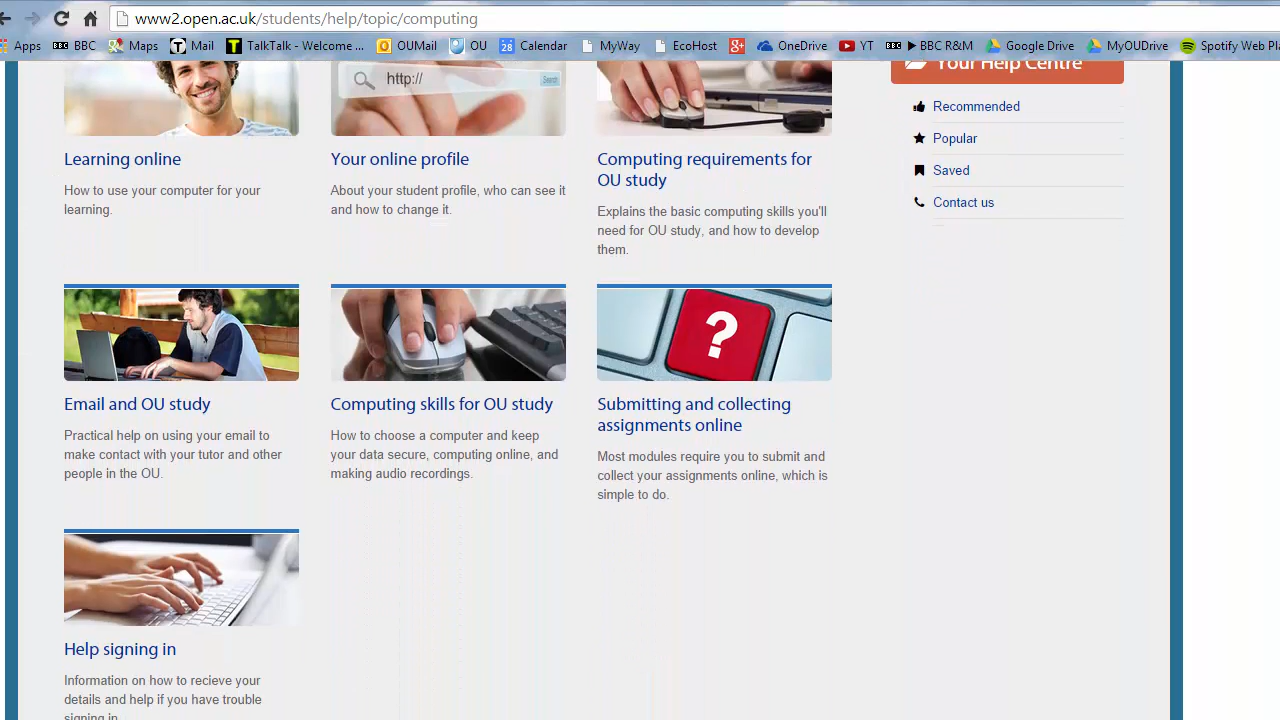 www2.open.ac.uk/students/help/topic/computing
Apps BBC BBC Maps T Mail T TalkTalk - Welcome ... OUMail OU 28 Calendar MyWay EcoHost g+ OneDrive YT BBC BBC R&M Google Drive MyOUDrive Spotify Web Pl
http://
Search
Your Help Centre
Recommended
Popular
Saved
Contact us
Learning online
How to use your computer for your
learning.
Your online profile
About your student profile, who can see it
and how to change it.
Computing requirements for
OU study
Explains the basic computing skills you'll
need for OU study, and how to develop
them.
Email and OU study
Practical help on using your email to
make contact with your tutor and other
people in the OU.
Computing skills for OU study
How to choose a computer and keep
your data secure, computing online, and
making audio recordings.
?
Submitting and collecting
assignments online
Most modules require you to submit and
collect your assignments online, which is
simple to do.
Help signing in
Information on how to recieve your
details and help if you have trouble
signing in.